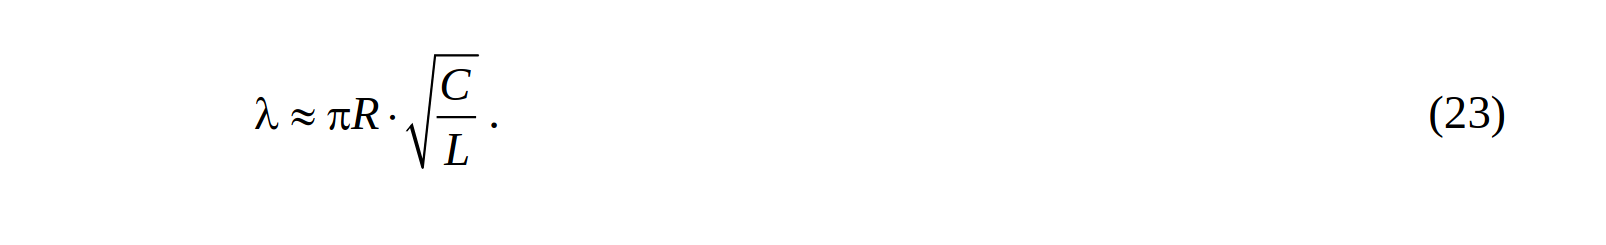 λ ≈ πR · √(C/L) . (23)